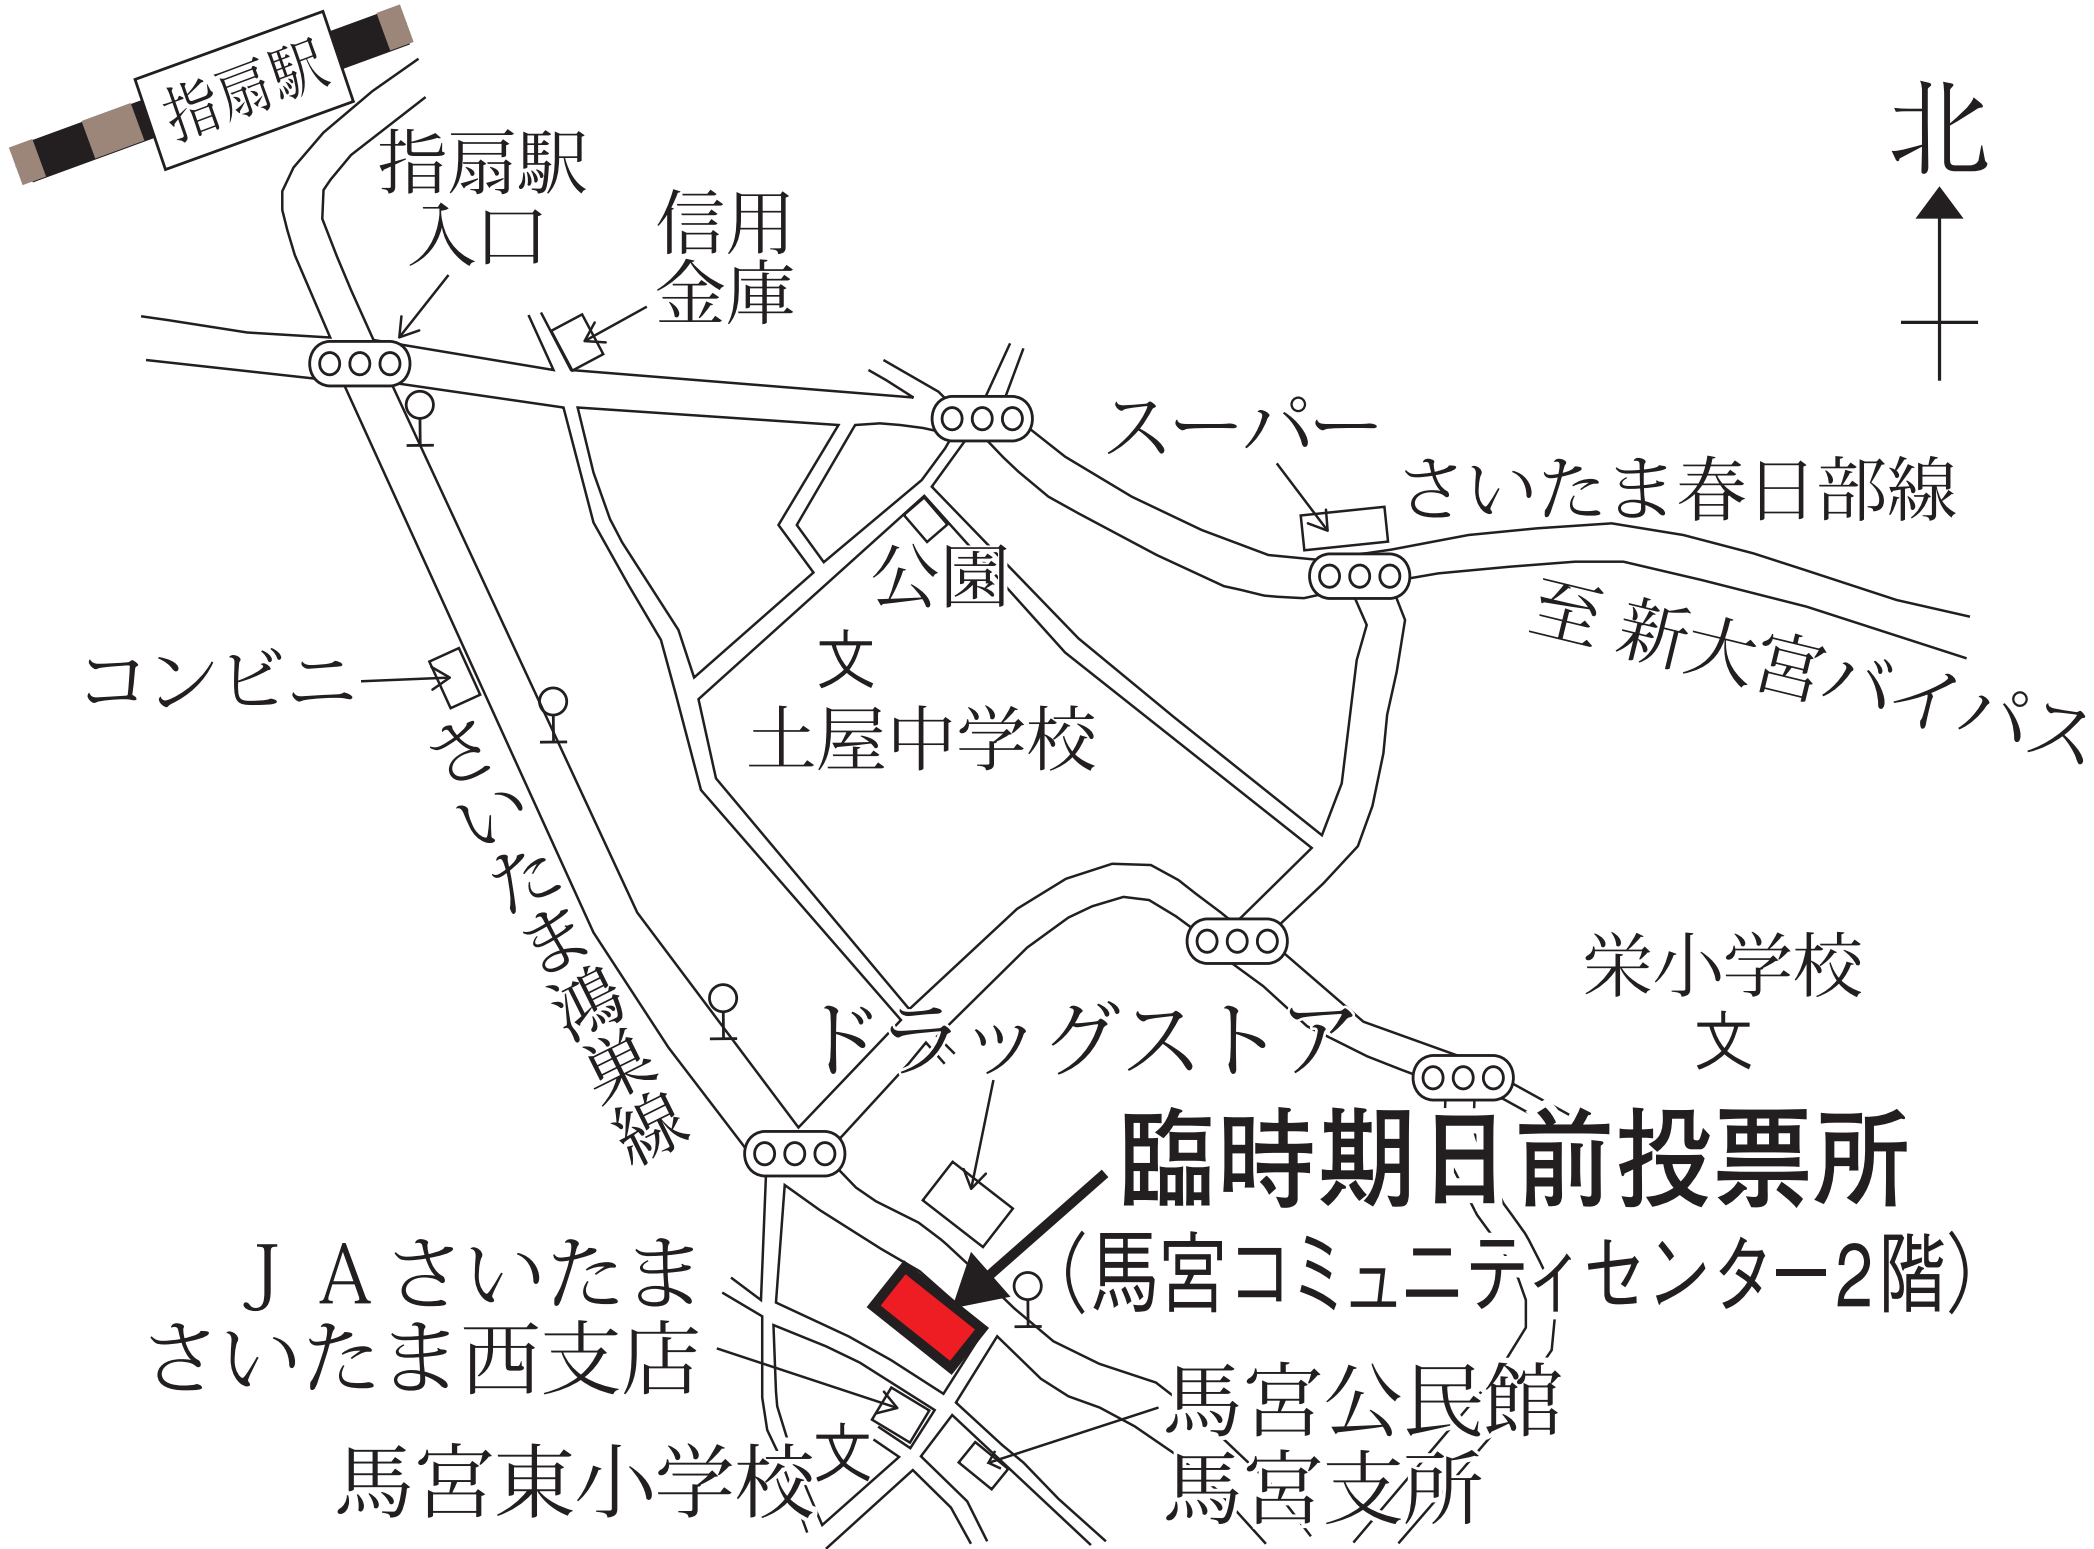 指扇駅
北
指扇駅
入口
信用
金庫
スーパー
さいたま春日部線
公園
至 新大宮バイパス
文
土屋中学校
コンビニ
さいたま鴻巣線
栄小学校
文
ドラッグストア
臨時期日前投票所
（馬宮コミュニティセンター2階）
ＪＡさいたま
さいたま西支店
馬宮公民館
馬宮支所
馬宮東小学校
文